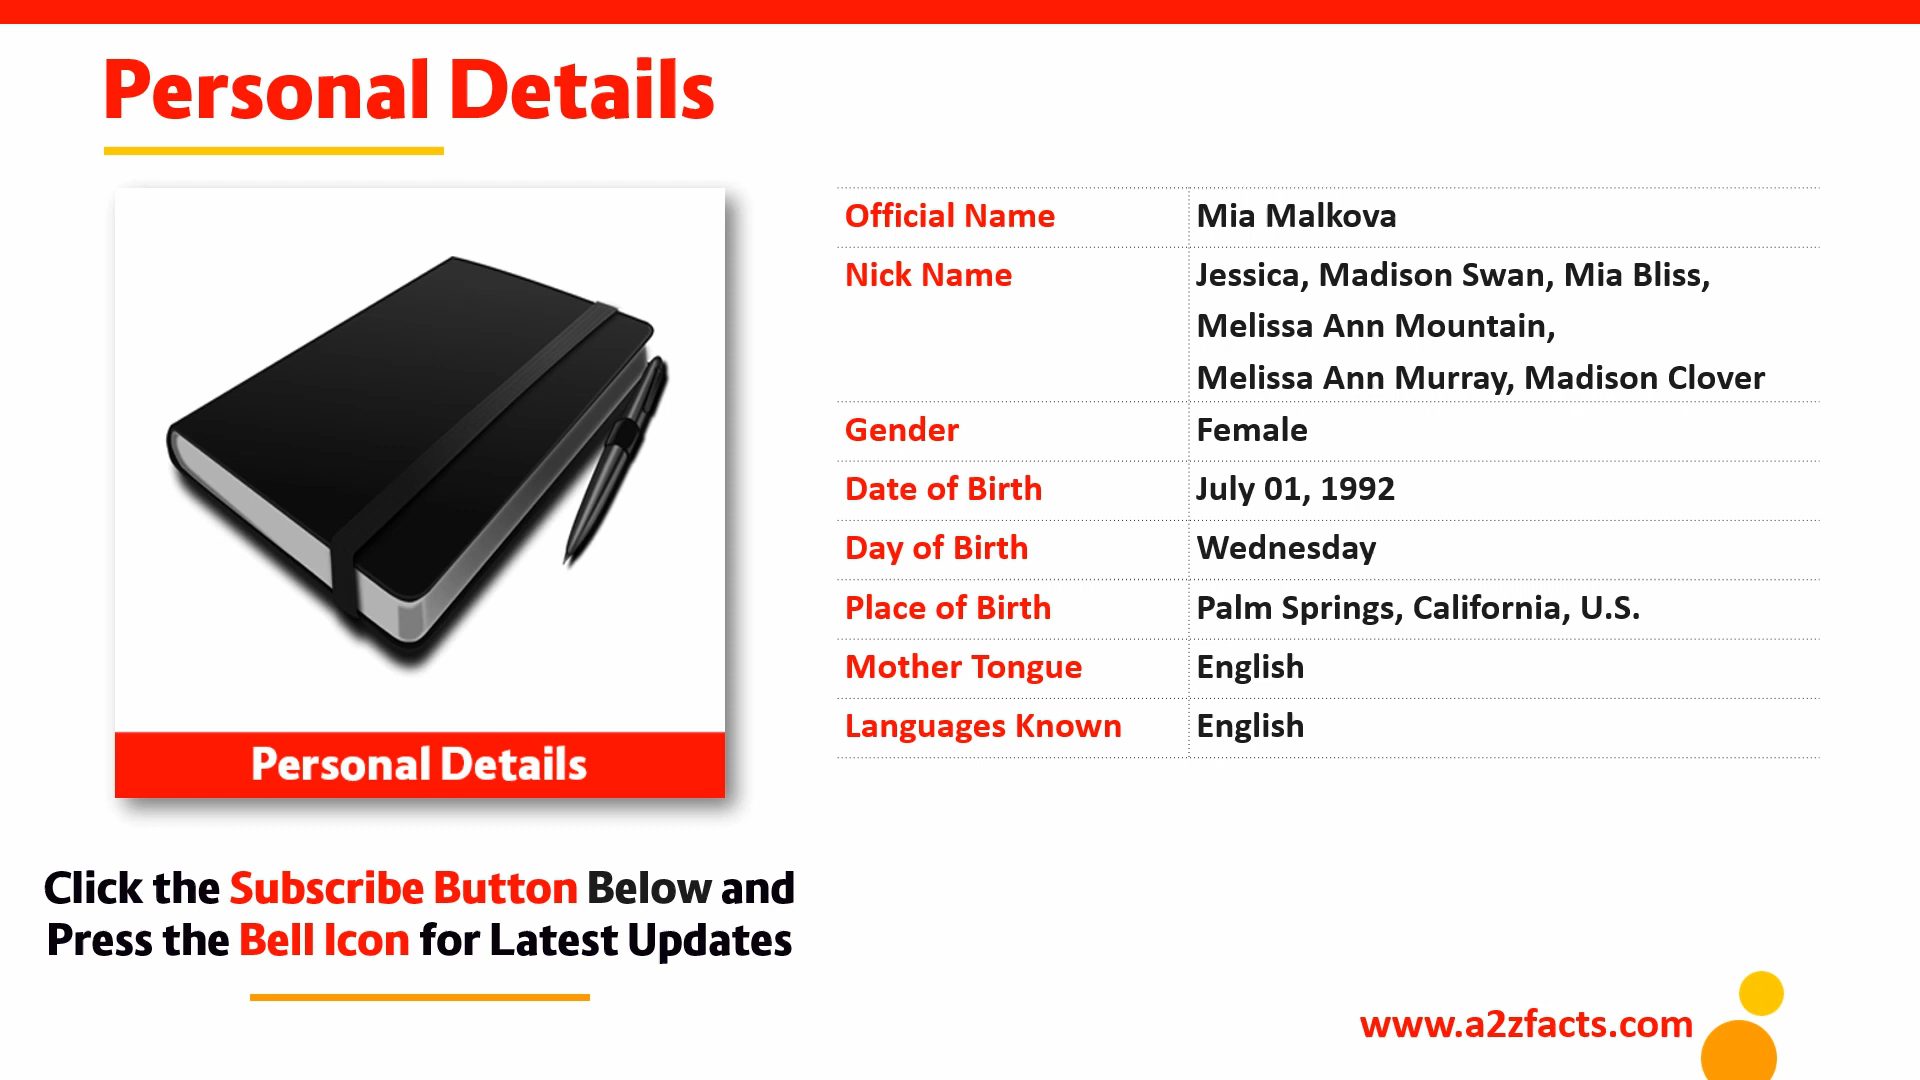 Personal Details
Official Name Mia Malkova
Nick Name Jessica, Madison Swan, Mia Bliss,
Melissa Ann Mountain,
Melissa Ann Murray, Madison Clover
Gender Female
Date of Birth July 01, 1992
Day of Birth Wednesday
Place of Birth Palm Springs, California, U.S.
Mother Tongue English
Languages Known English
Personal Details
Click the Subscribe Button Below and
Press the Bell Icon for Latest Updates
www.a2zfacts.com